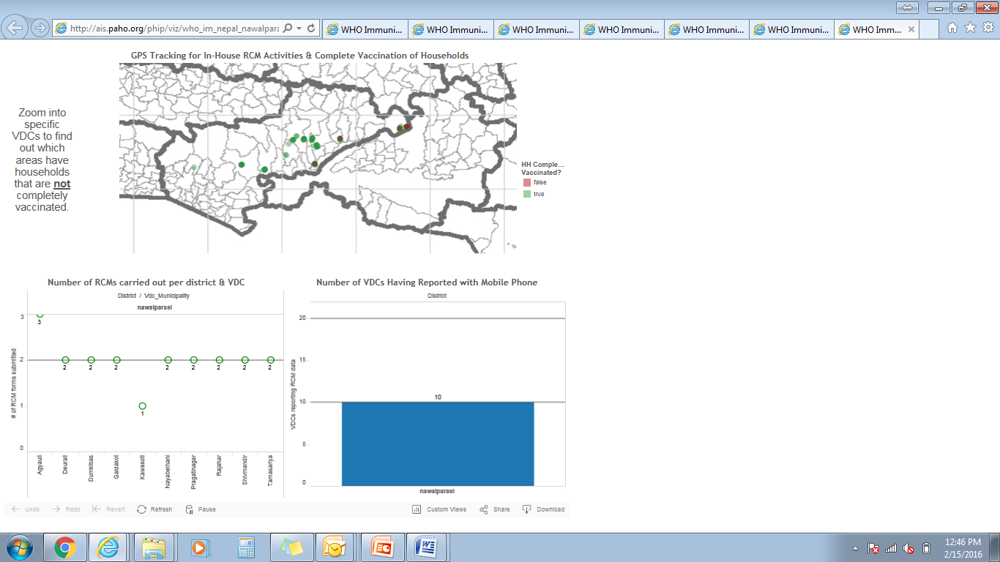 http://ais.paho.org/phip/viz/who_im_nepal_nawalpara
WHO Immuni...
WHO Immuni...
WHO Immuni...
WHO Immuni...
WHO Immuni...
WHO Immuni...
WHO Imm...
GPS Tracking for In-House RCM Activities & Complete Vaccination of Households
Zoom into
specific
VDCs to find
out which
areas have
households
that are not
completely
vaccinated.
HH Comple...
Vaccinated?
false
true
Number of RCMs carried out per district & VDC
District / Vdc_Municipality
nawalparasi
# of RCM forms submitted
3
2
1
0
3
2
2
2
1
2
2
2
2
2
Agyauli
Deurali
Dumkibas
Gaidakot
Kawasoti
Nayabelhani
Pragatinagar
Rajahar
Shivmandir
Tamasariya
Number of VDCs Having Reported with Mobile Phone
District
VDCs reporting RCM data
20
15
10
5
0
10
nawalparasi
Undo
Redo
Revert
Refresh
Pause
Custom Views
Share
Download
12:46 PM
2/15/2016